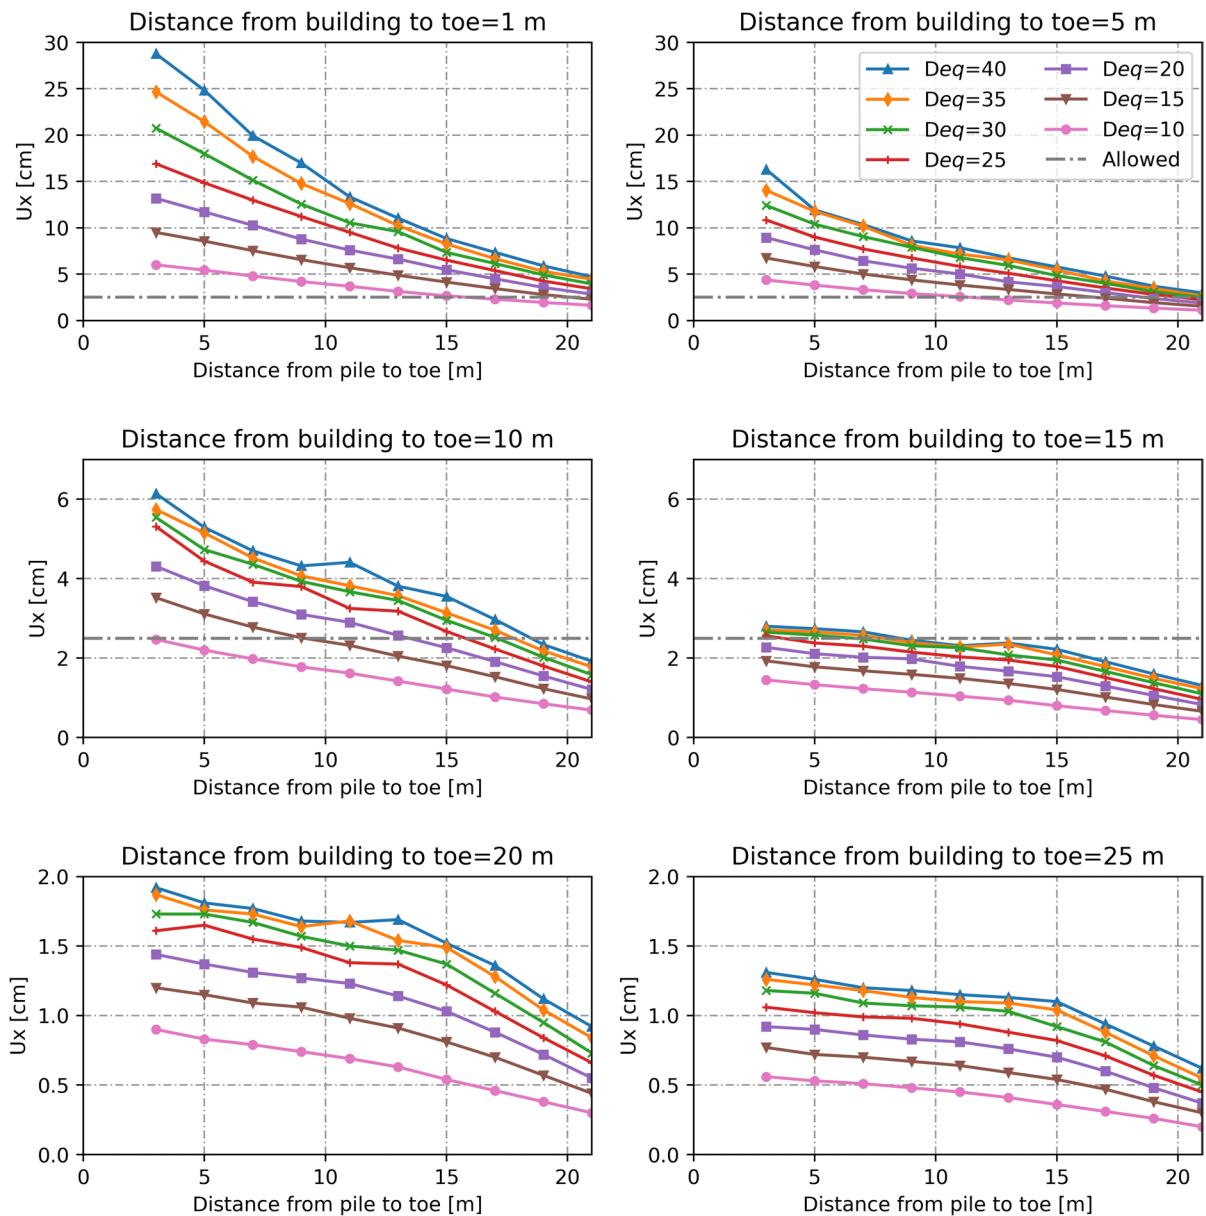 Distance from building to toe=1 m
30
25
20
15
10
5
0
Ux [cm]
0 5 10 15 20
Distance from pile to toe [m]
Distance from building to toe=5 m
30
25
20
15
10
5
0
Ux [cm]
Deq=40 Deq=20
Deq=35 Deq=15
Deq=30 Deq=10
Deq=25 Allowed
0 5 10 15 20
Distance from pile to toe [m]
Distance from building to toe=10 m
6
4
2
0
Ux [cm]
0 5 10 15 20
Distance from pile to toe [m]
Distance from building to toe=15 m
6
4
2
0
Ux [cm]
0 5 10 15 20
Distance from pile to toe [m]
Distance from building to toe=20 m
2.0
1.5
1.0
0.5
0.0
Ux [cm]
0 5 10 15 20
Distance from pile to toe [m]
Distance from building to toe=25 m
2.0
1.5
1.0
0.5
0.0
Ux [cm]
0 5 10 15 20
Distance from pile to toe [m]